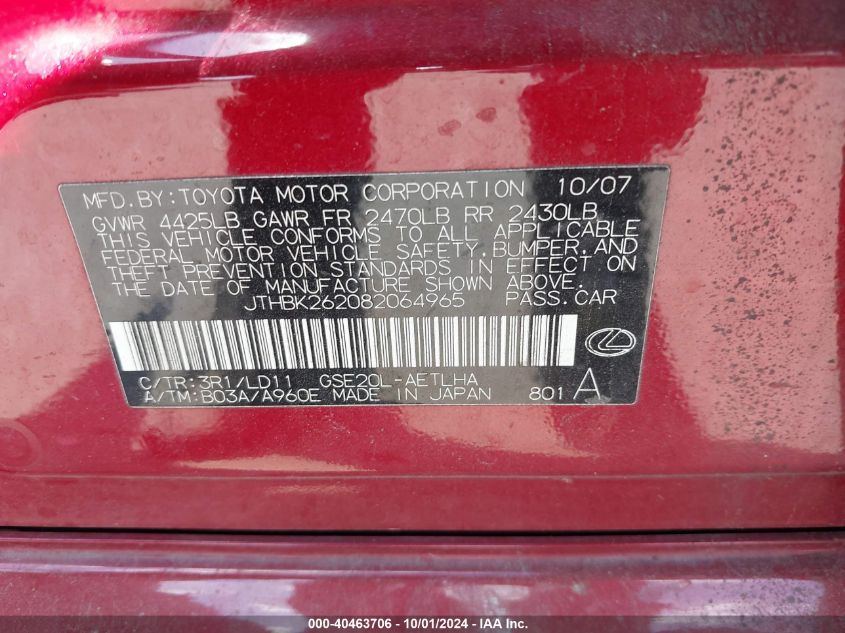 MFD.BY:TOYOTA MOTOR CORPORATION 10/07
GVWR 4425LB GAWR FR 2470LB RR 2430LB
THIS VEHICLE CONFORMS TO ALL APPLICABLE
FEDERAL MOTOR VEHICLE SAFETY,BUMPER,AND
THEFT PREVENTION STANDARDS IN EFFECT ON
THE DATE OF MANUFACTURE SHOWN ABOVE.
JTHBK262082064965 PASS.CAR
C/TR:3R1/LD11 GSE20L-AETLHA
A/TM:B03A/A960E MADE IN JAPAN 801 A
000-40463706 - 10/01/2024 - IAA Inc.